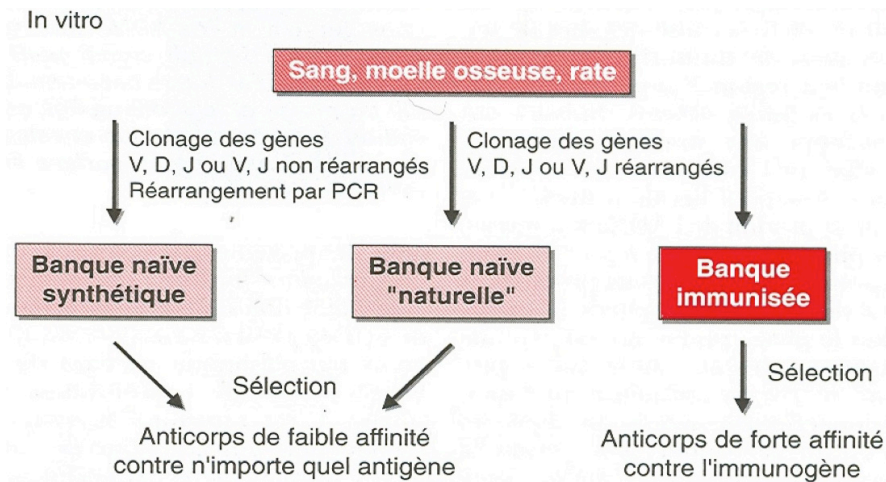 In vitro
Sang, moelle osseuse, rate
Clonage des gènes
V, D, J ou V, J non réarrangés
Réarrangement par PCR
Clonage des gènes
V, D, J ou V, J réarrangés
Banque naïve
synthétique
Banque naïve
"naturelle"
Banque
immunisée
Sélection
Sélection
Anticorps de faible affinité
contre n'importe quel antigène
Anticorps de forte affinité
contre l'immunogène